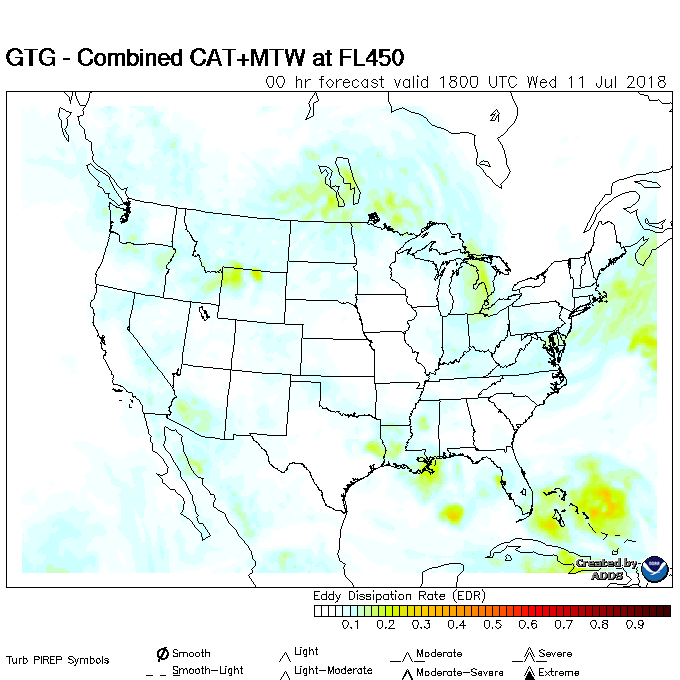 GTG - Combined CAT+MTW at FL450
00 hr forecast valid 1800 UTC Wed 11 Jul 2018
Created by
ADDS
Eddy Dissipation Rate (EDR)
0.1 0.2 0.3 0.4 0.5 0.6 0.7 0.8 0.9
Turb PIREP Symbols
Smooth
Light
Moderate
Severe
Smooth-Light
Light-Moderate
Moderate-Severe
Extreme